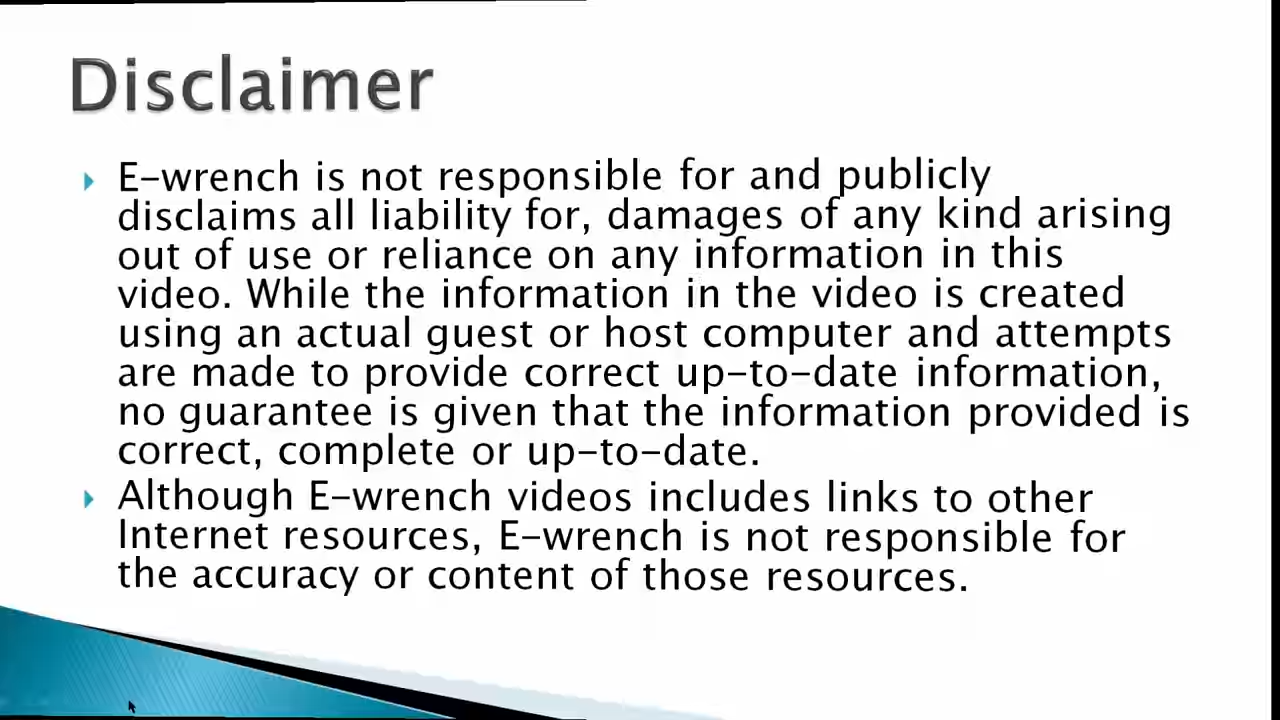 Disclaimer
E-wrench is not responsible for and publicly
disclaims all liability for, damages of any kind arising
out of use or reliance on any information in this
video. While the information in the video is created
using an actual guest or host computer and attempts
are made to provide correct up-to-date information,
no guarantee is given that the information provided is
correct, complete or up-to-date.
Although E-wrench videos includes links to other
Internet resources, E-wrench is not responsible for
the accuracy or content of those resources.